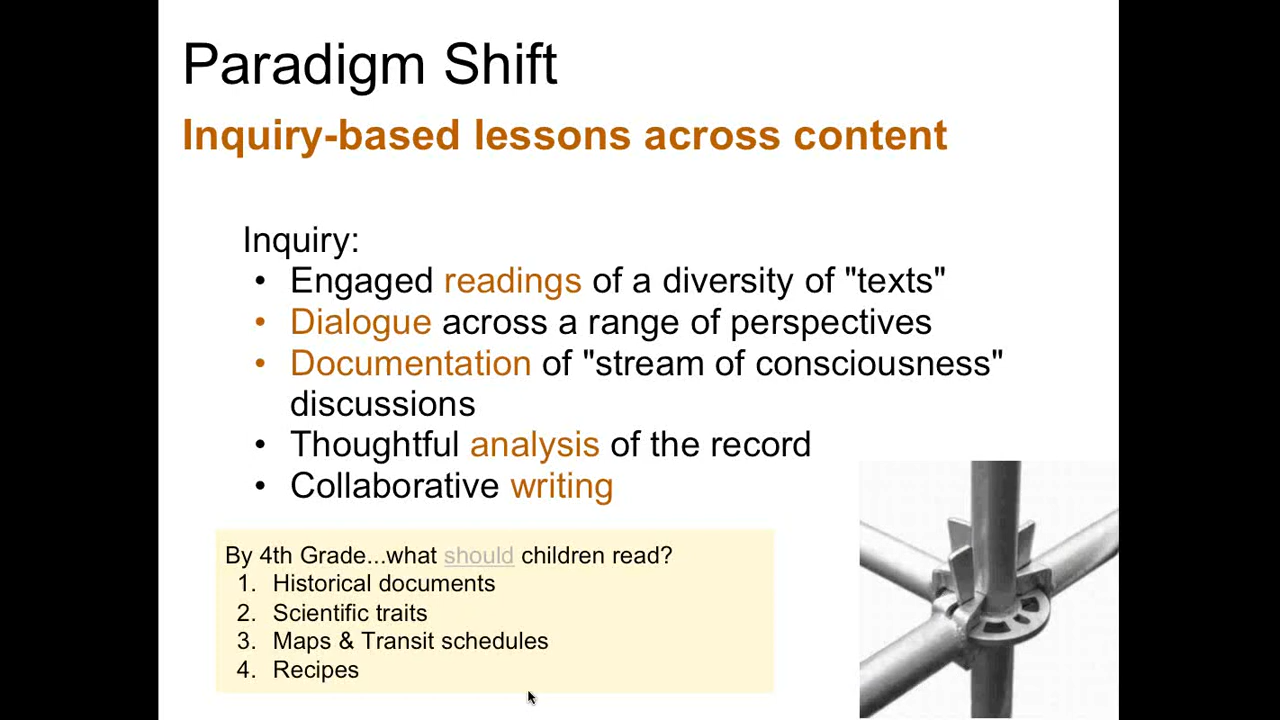 Paradigm Shift
Inquiry-based lessons across content
Inquiry:
• Engaged readings of a diversity of "texts"
• Dialogue across a range of perspectives
• Documentation of "stream of consciousness"
discussions
• Thoughtful analysis of the record
• Collaborative writing
By 4th Grade...what should children read?
1. Historical documents
2. Scientific traits
3. Maps & Transit schedules
4. Recipes